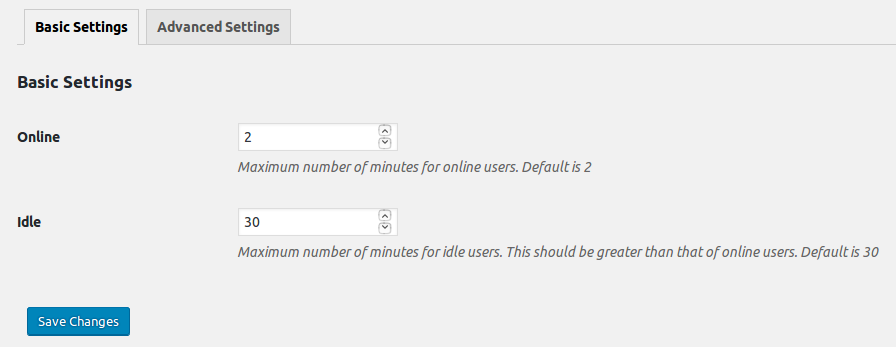 Basic Settings
Advanced Settings
Basic Settings
Online
2
Maximum number of minutes for online users. Default is 2
Idle
30
Maximum number of minutes for idle users. This should be greater than that of online users. Default is 30
Save Changes